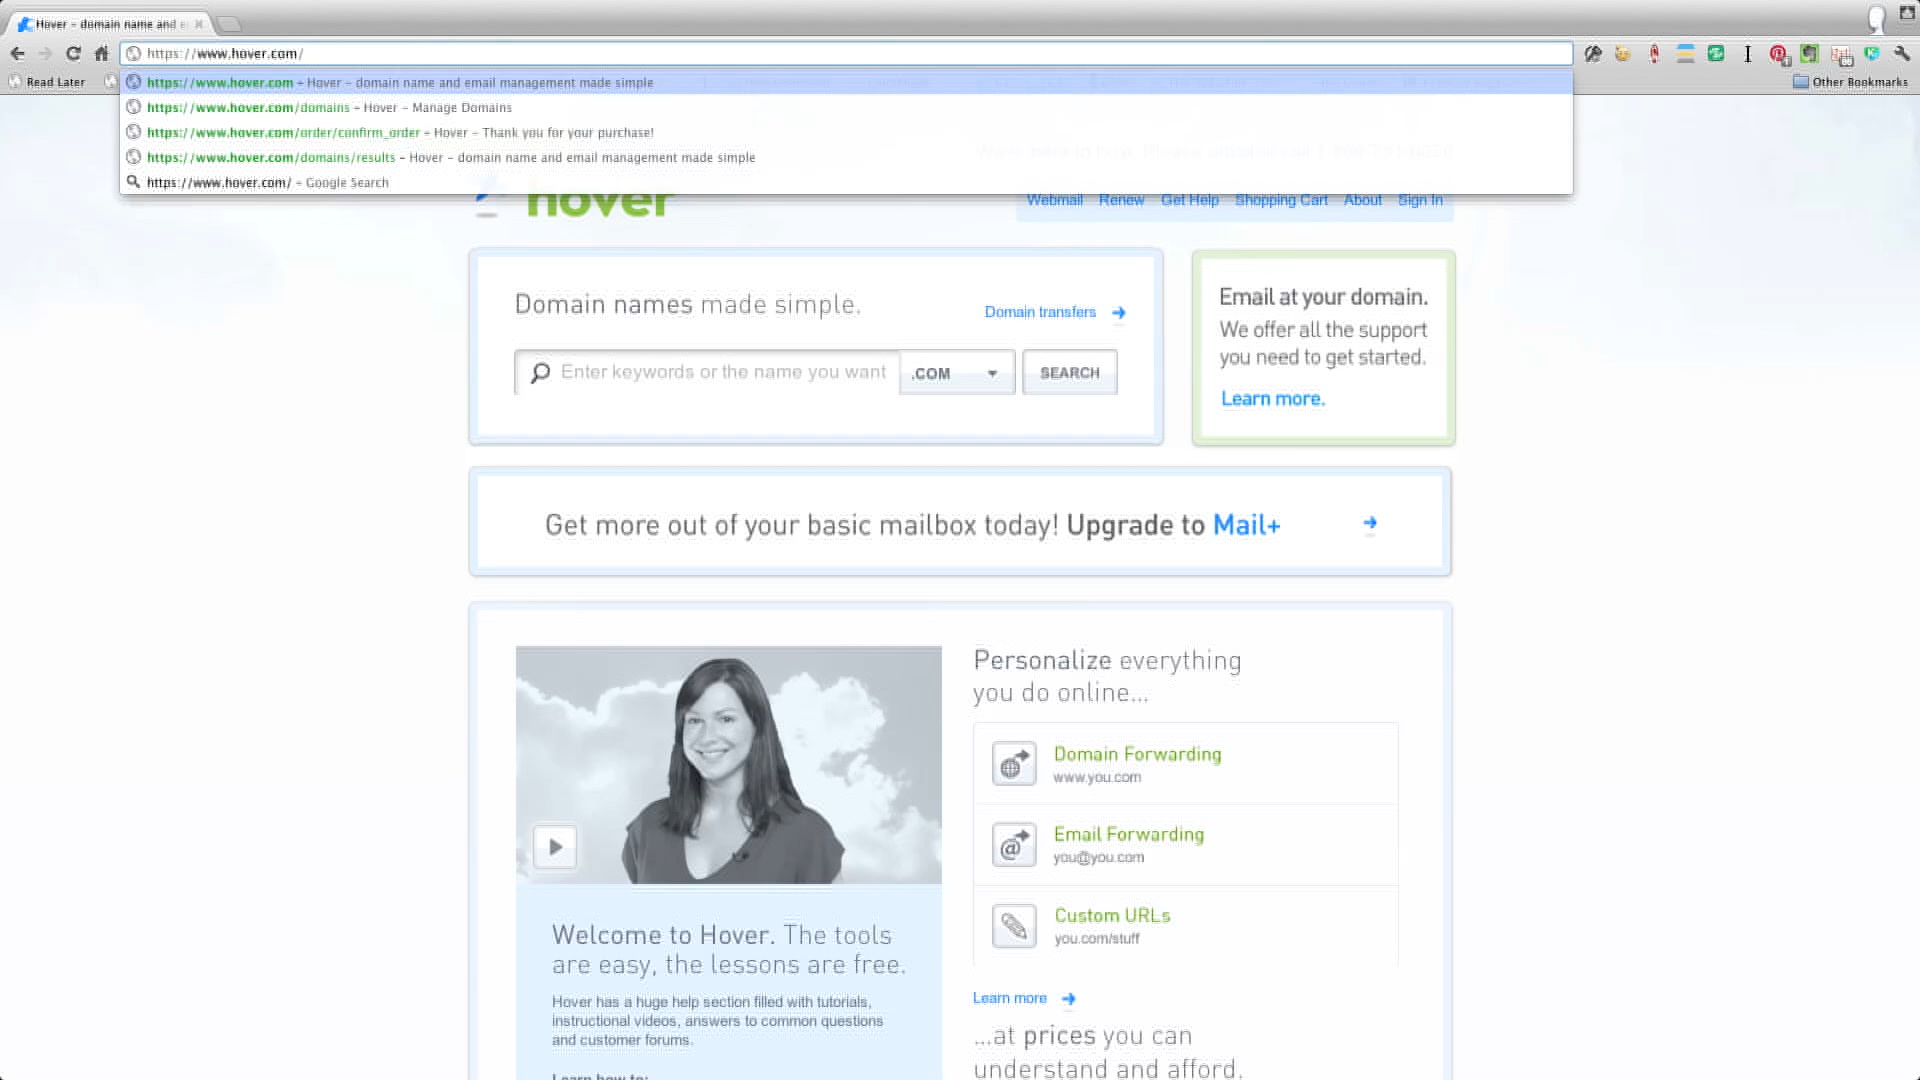 Hover - domain name and e
https://www.hover.com/
Read Later
Other Bookmarks
https://www.hover.com - Hover - domain name and email management made simple
https://www.hover.com/domains - Hover - Manage Domains
https://www.hover.com/order/confirm_order - Hover - Thank you for your purchase!
https://www.hover.com/domains/results - Hover - domain name and email management made simple
https://www.hover.com/ - Google Search
hover
Webmail Renew Get Help Shopping Cart About Sign In
Domain names made simple.
Domain transfers
Enter keywords or the name you want
.COM
SEARCH
Email at your domain.
We offer all the support
you need to get started.
Learn more.
Get more out of your basic mailbox today! Upgrade to Mail+
Personalize everything
you do online...
Domain Forwarding
www.you.com
Email Forwarding
you@you.com
Custom URLs
you.com/stuff
Learn more
...at prices you can
understand and afford.
Welcome to Hover. The tools
are easy, the lessons are free.
Hover has a huge help section filled with tutorials,
instructional videos, answers to common questions
and customer forums.
Learn how to: